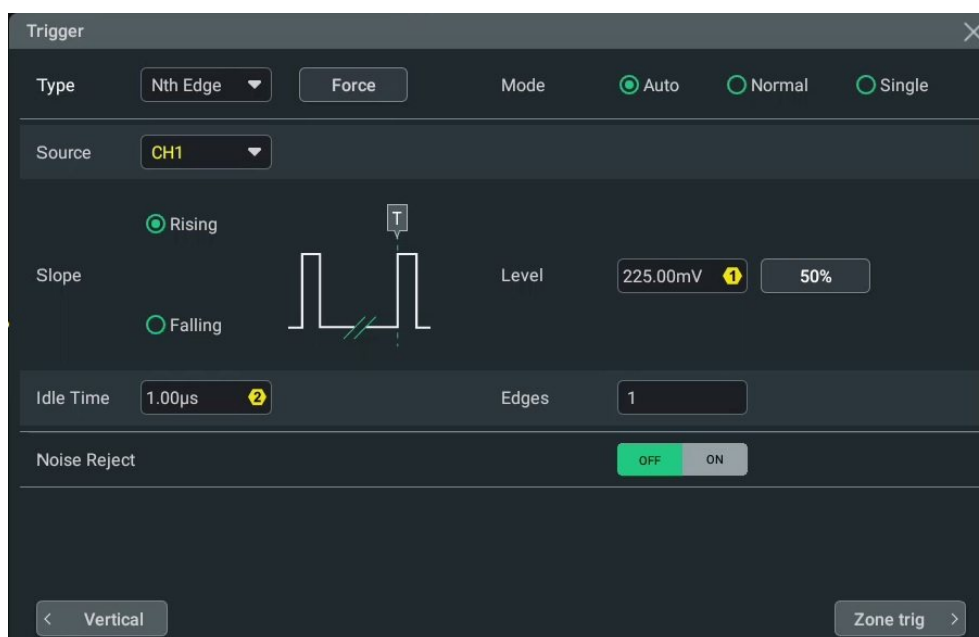 Trigger
Type Nth Edge Force Mode Auto Normal Single
Source CH1
Rising
T
Slope Level 225.00mV 1 50%
Falling
Idle Time 1.00µs 2 Edges 1
Noise Reject OFF ON
< Vertical Zone trig >